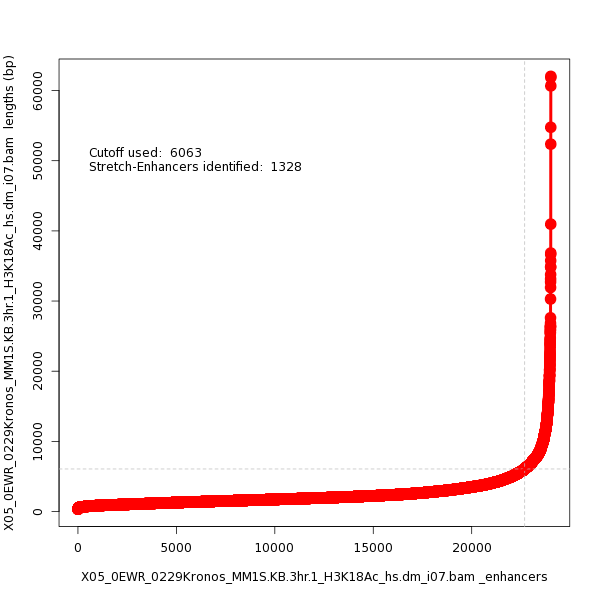 Cutoff used:  6063
Stretch-Enhancers identified:  1328
X05_0EWR_0229Kronos_MM1S.KB.3hr.1_H3K18Ac_hs.dm_i07.bam  lengths (bp)
60000
50000
40000
30000
20000
10000
0
0 5000 10000 15000 20000
X05_0EWR_0229Kronos_MM1S.KB.3hr.1_H3K18Ac_hs.dm_i07.bam _enhancers